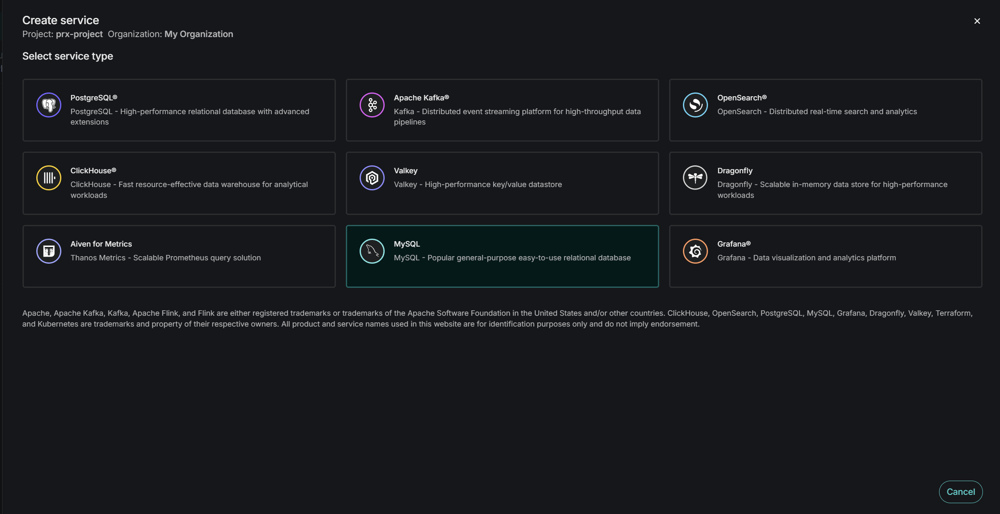 Create service
Project: prx-project Organization: My Organization
Select service type
PostgreSQL®
PostgreSQL - High-performance relational database with advanced
extensions
Apache Kafka®
Kafka - Distributed event streaming platform for high-throughput data
pipelines
OpenSearch®
OpenSearch - Distributed real-time search and analytics
ClickHouse®
ClickHouse - Fast resource-effective data warehouse for analytical
workloads
Valkey
Valkey - High-performance key/value datastore
Dragonfly
Dragonfly - Scalable in-memory data store for high-performance
workloads
Aiven for Metrics
Thanos Metrics - Scalable Prometheus query solution
MySQL
MySQL - Popular general-purpose easy-to-use relational database
Grafana®
Grafana - Data visualization and analytics platform
Apache, Apache Kafka, Kafka, Apache Flink, and Flink are either registered trademarks or trademarks of the Apache Software Foundation in the United States and/or other countries. ClickHouse, OpenSearch, PostgreSQL, MySQL, Grafana, Dragonfly, Valkey, Terraform,
and Kubernetes are trademarks and property of their respective owners. All product and service names used in this website are for identification purposes only and do not imply endorsement.
Cancel